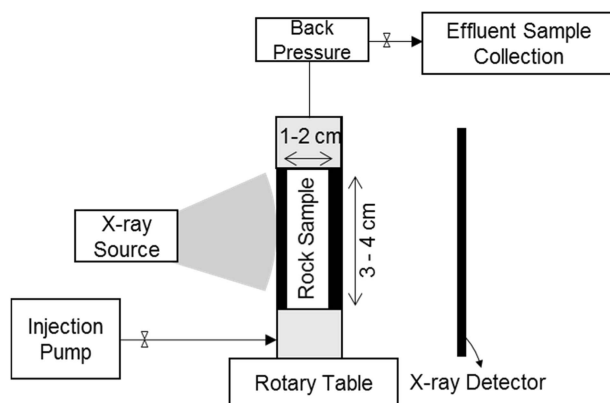 Back
Pressure
Effluent Sample
Collection
1-2 cm
X-ray
Source
Rock Sample
3 - 4 cm
Injection
Pump
Rotary Table
X-ray Detector